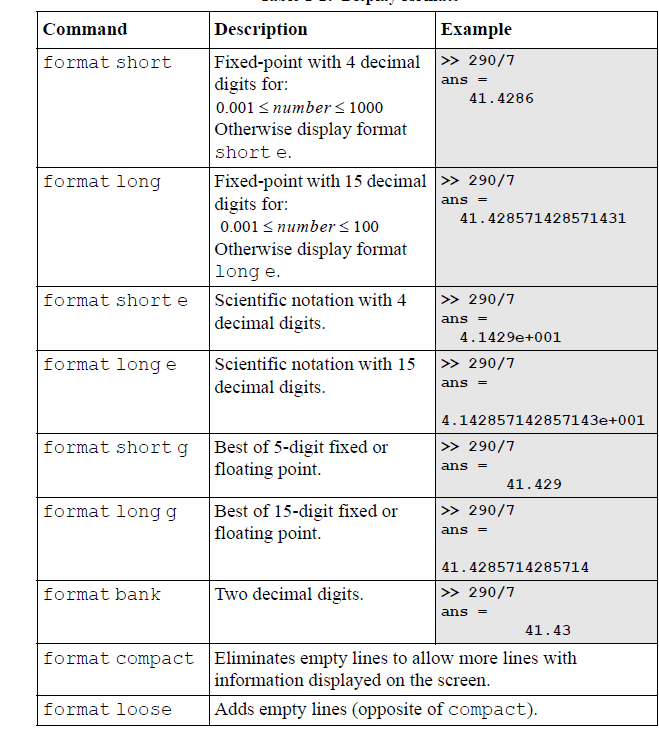 Command Description Example
format short
Fixed-point with 4 decimal
digits for:
0.001 ≤ number ≤ 1000
Otherwise display format
short e.
>> 290/7
ans =
41.4286
format long
Fixed-point with 15 decimal
digits for:
0.001 ≤ number ≤ 100
Otherwise display format
long e.
>> 290/7
ans =
41.428571428571431
format short e
Scientific notation with 4
decimal digits.
>> 290/7
ans =
4.1429e+001
format long e
Scientific notation with 15
decimal digits.
>> 290/7
ans =
4.142857142857143e+001
format short g
Best of 5-digit fixed or
floating point.
>> 290/7
ans =
41.429
format long g
Best of 15-digit fixed or
floating point.
>> 290/7
ans =
41.4285714285714
format bank
Two decimal digits.
>> 290/7
ans =
41.43
format compact
Eliminates empty lines to allow more lines with
information displayed on the screen.
format loose
Adds empty lines (opposite of compact).